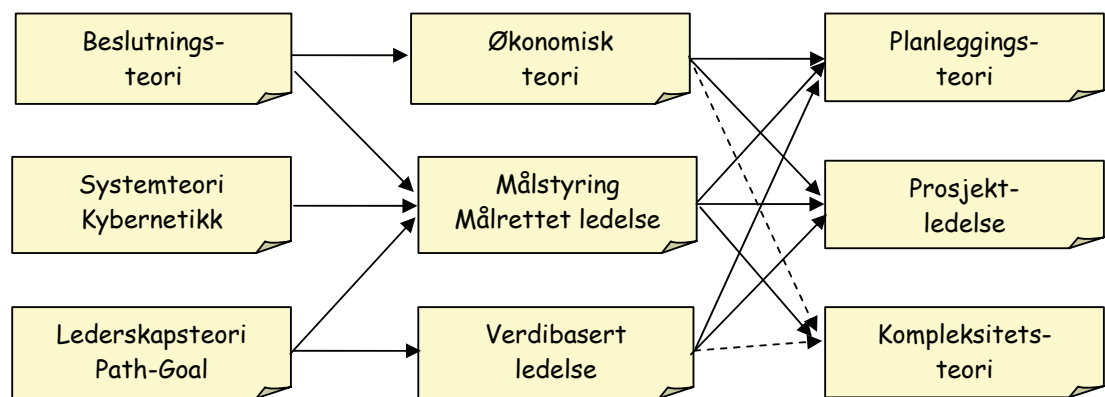 Beslutnings-
teori
Økonomisk
teori
Planleggings-
teori
Systemteori
Kybernetikk
Målstyring
Målrettet ledelse
Prosjekt-
ledelse
Lederskapsteori
Path-Goal
Verdibasert
ledelse
Kompleksitets-
teori